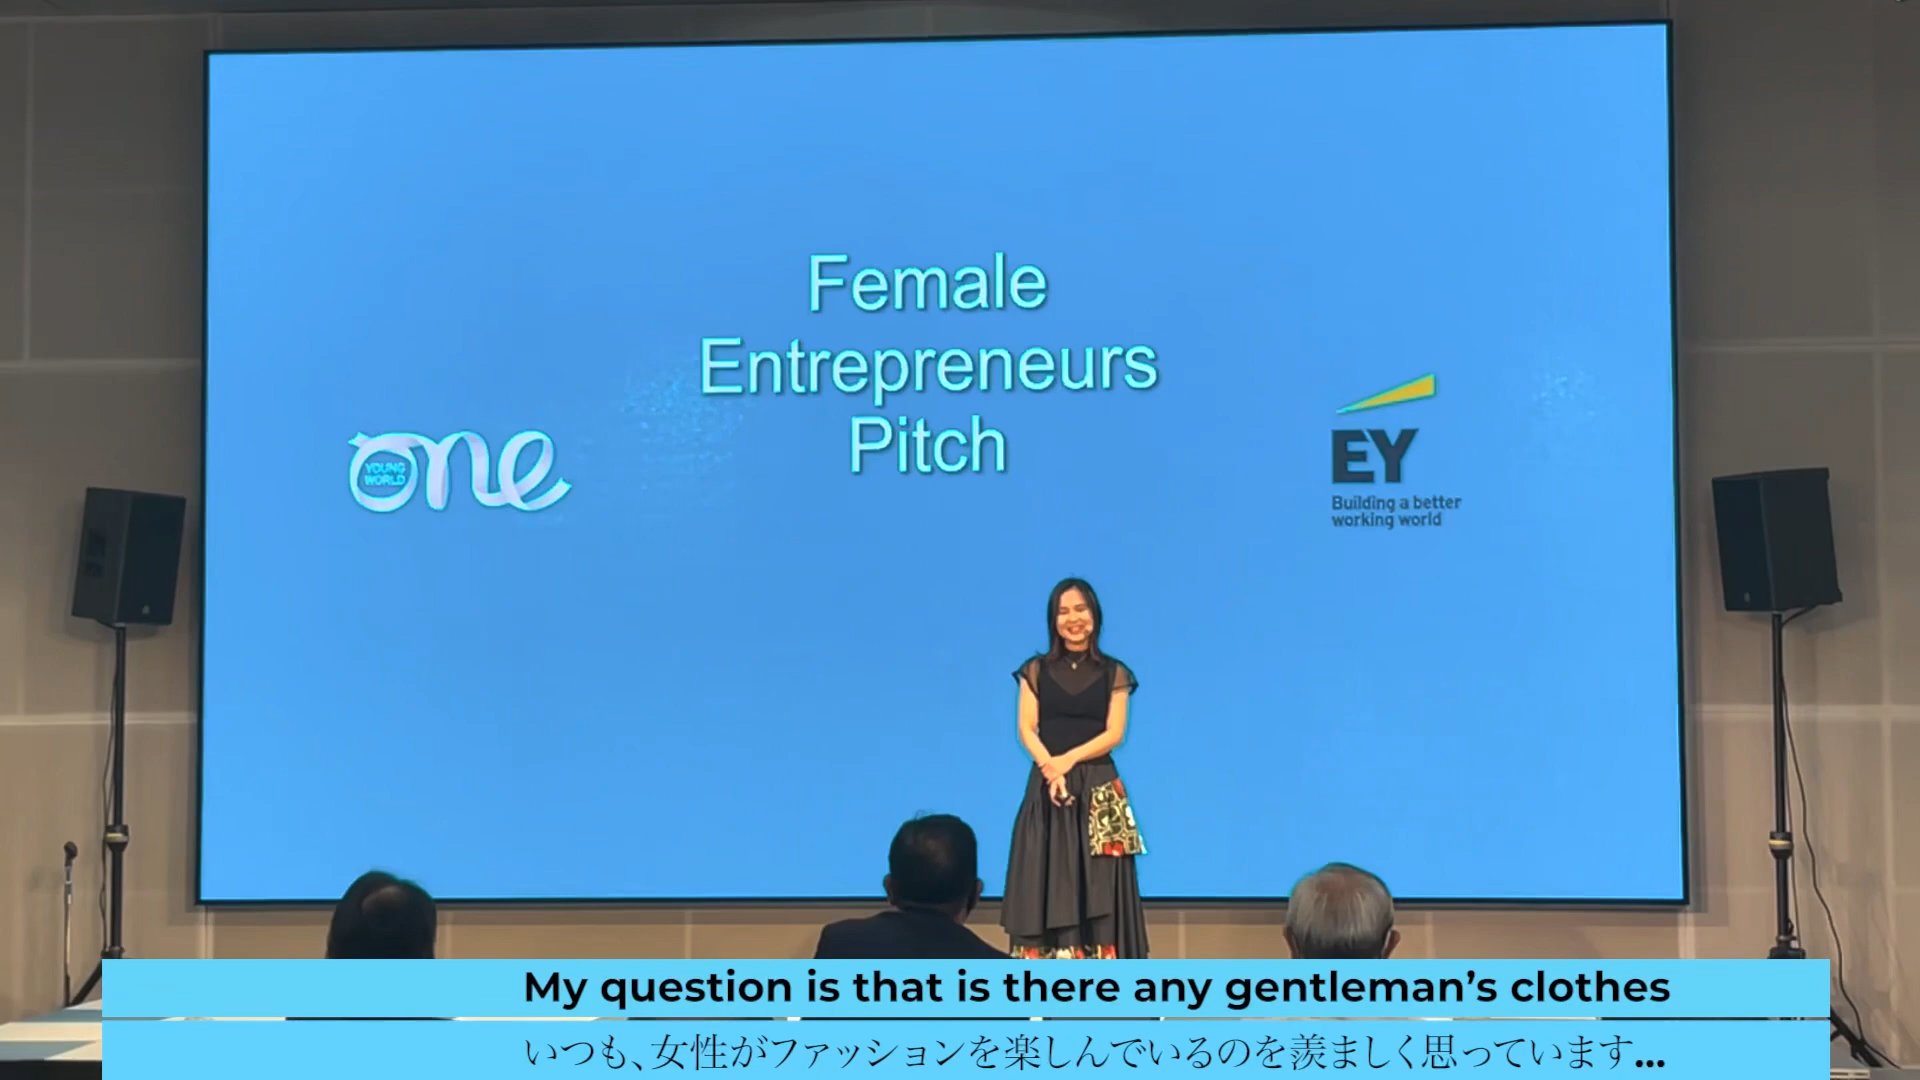 Female
Entrepreneurs
Pitch
YOUNG
WORLD
one
EY
Building a better
working world
My question is that is there any gentleman’s clothes
いつも、女性がファッションを楽しんでいるのを羨ましく思っています...